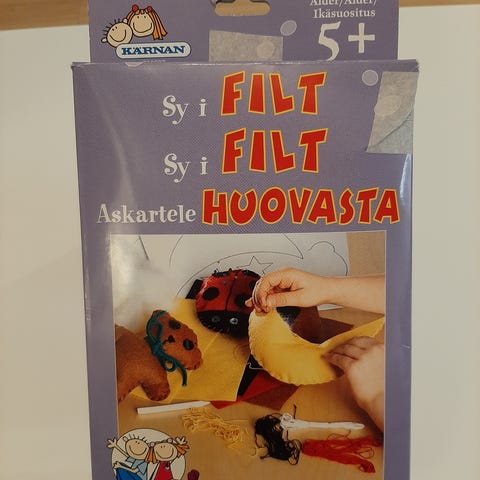 Ålder/Alder/
Ikäsuositus
5+
KÄRNAN
Sy i FILT
Sy i FILT
Askartele HUOVASTA